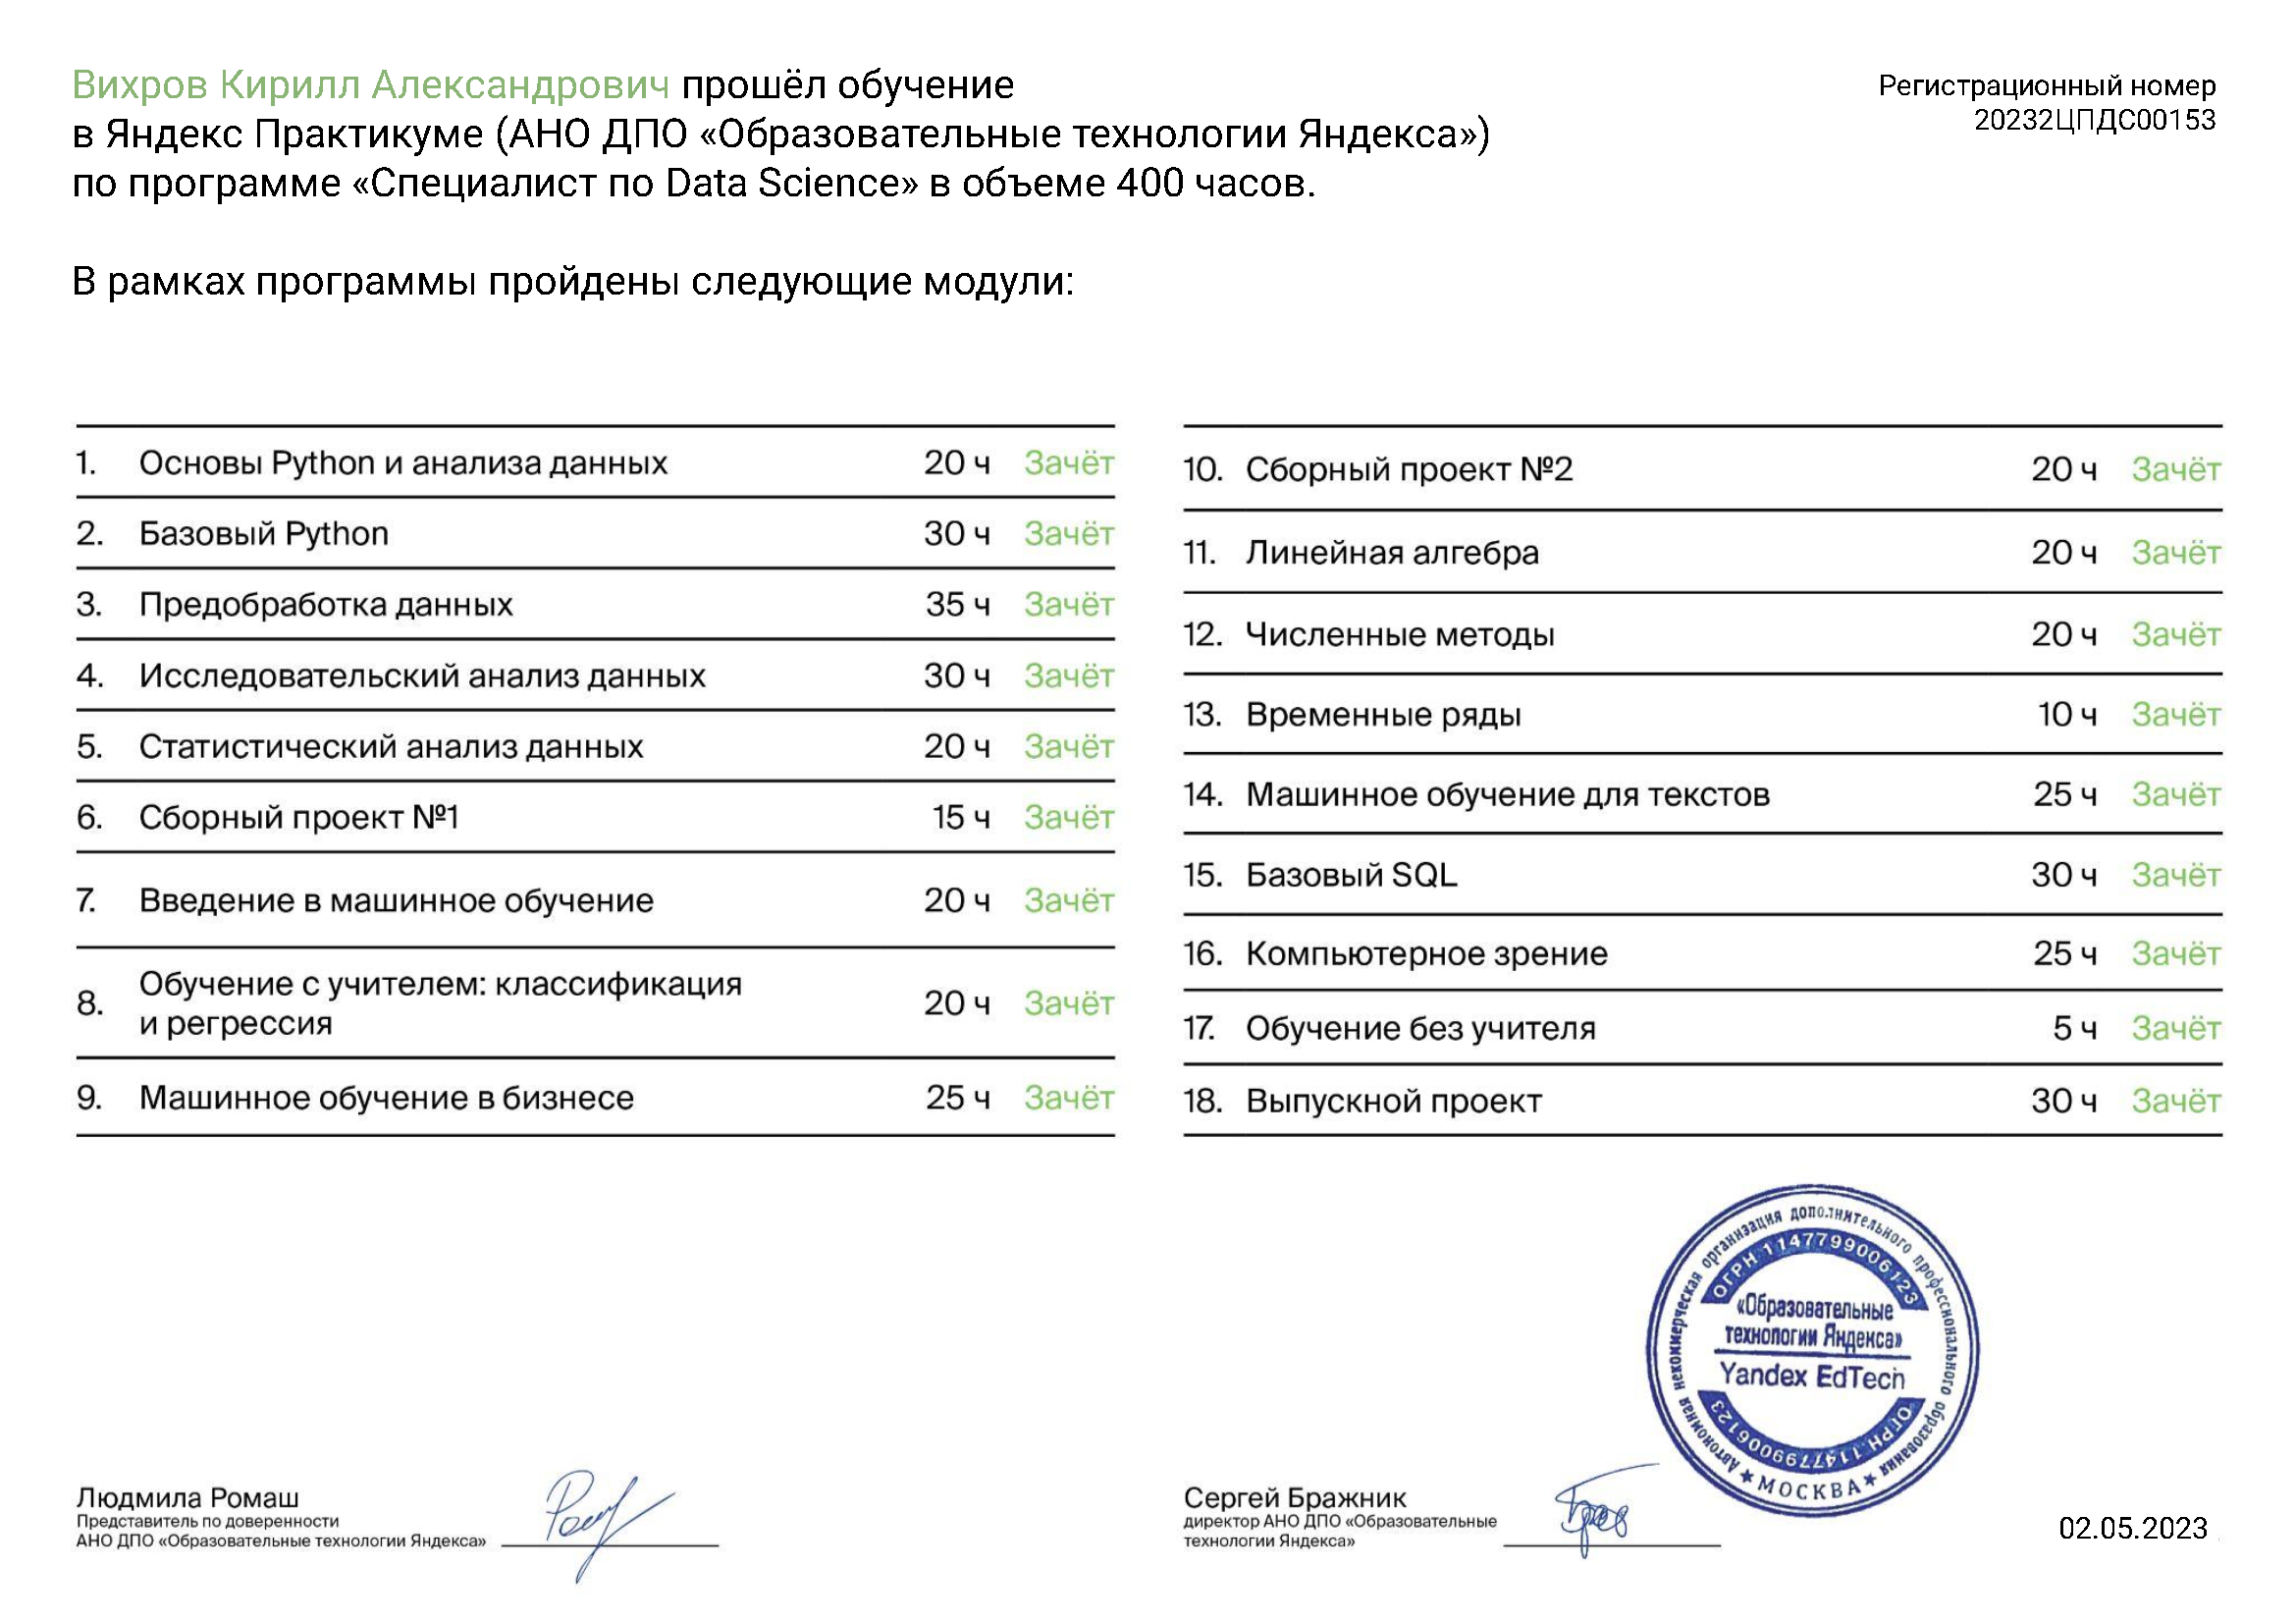 Вихров Кирилл Александрович прошёл обучение
в Яндекс Практикуме (АНО ДПО «Образовательные технологии Яндекса»)
по программе «Специалист по Data Science» в объеме 400 часов.
Регистрационный номер
20232ЦПДС00153
В рамках программы пройдены следующие модули:
1. Основы Python и анализа данных 20 ч Зачёт
2. Базовый Python 30 ч Зачёт
3. Предобработка данных 35 ч Зачёт
4. Исследовательский анализ данных 30 ч Зачёт
5. Статистический анализ данных 20 ч Зачёт
6. Сборный проект №1 15 ч Зачёт
7. Введение в машинное обучение 20 ч Зачёт
8. Обучение с учителем: классификация
и регрессия 20 ч Зачёт
9. Машинное обучение в бизнесе 25 ч Зачёт
10. Сборный проект №2 20 ч Зачёт
11. Линейная алгебра 20 ч Зачёт
12. Численные методы 20 ч Зачёт
13. Временные ряды 10 ч Зачёт
14. Машинное обучение для текстов 25 ч Зачёт
15. Базовый SQL 30 ч Зачёт
16. Компьютерное зрение 25 ч Зачёт
17. Обучение без учителя 5 ч Зачёт
18. Выпускной проект 30 ч Зачёт
Автономная некоммерческая организация дополнительного профессионального образования
ОГРН 1147799006123
«Образовательные
технологии Яндекса»
Yandex EdTech
ОГРН 1147799006123
★ МОСКВА ★
Людмила Ромаш
Представитель по доверенности
АНО ДПО «Образовательные технологии Яндекса»
Сергей Бражник
директор АНО ДПО «Образовательные
технологии Яндекса»
02.05.2023